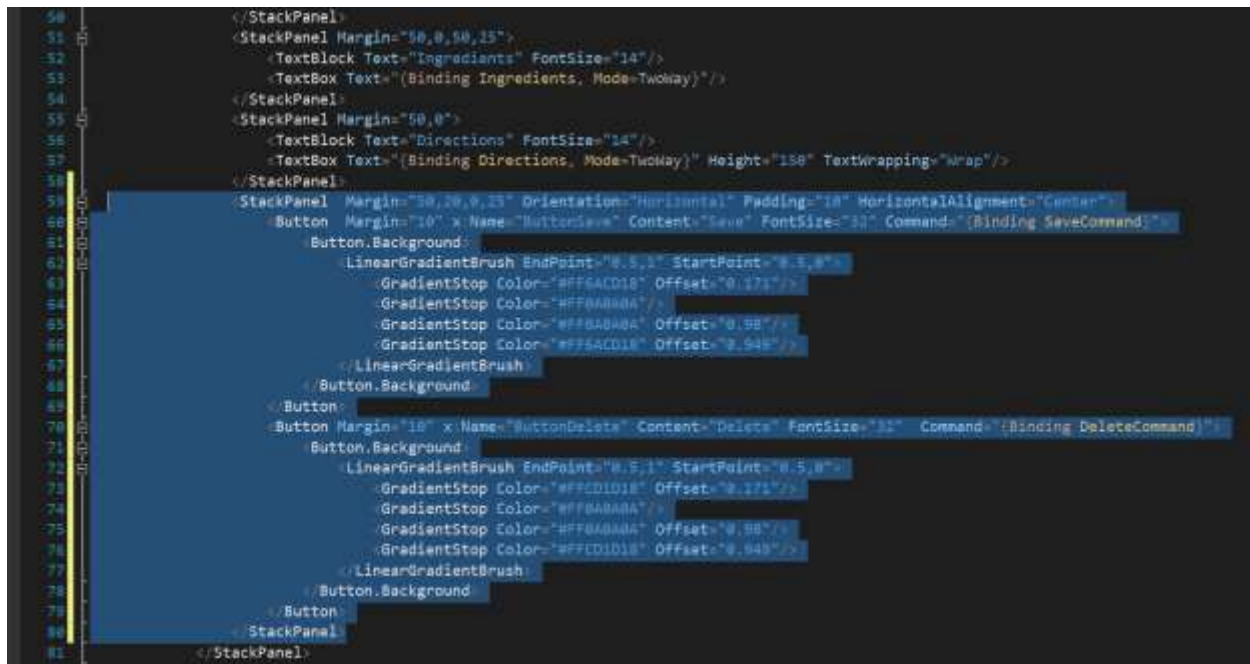 50 </StackPanel>
51 <StackPanel Margin="50,0,50,25">
52 <TextBlock Text="Ingredients" FontSize="14"/>
53 <TextBox Text="{Binding Ingredients, Mode=TwoWay}"/>
54 </StackPanel>
55 <StackPanel Margin="50,0">
56 <TextBlock Text="Directions" FontSize="14"/>
57 <TextBox Text="{Binding Directions, Mode=TwoWay}" Height="150" TextWrapping="Wrap"/>
58 </StackPanel>
59 <StackPanel Margin="50,20,0,25" Orientation="Horizontal" Padding="10" HorizontalAlignment="Center">
60 <Button Margin="10" x:Name="ButtonSave" Content="Save" FontSize="32" Command="{Binding SaveCommand}">
61 <Button.Background>
62 <LinearGradientBrush EndPoint="0.5,1" StartPoint="0.5,0">
63 <GradientStop Color="#FF6ACD18" Offset="0.171"/>
64 <GradientStop Color="#FF0A0A0A"/>
65 <GradientStop Color="#FF0A0A0A" Offset="0.98"/>
66 <GradientStop Color="#FF6ACD18" Offset="0.949"/>
67 </LinearGradientBrush>
68 </Button.Background>
69 </Button>
70 <Button Margin="10" x:Name="ButtonDelete" Content="Delete" FontSize="32" Command="{Binding DeleteCommand}">
71 <Button.Background>
72 <LinearGradientBrush EndPoint="0.5,1" StartPoint="0.5,0">
73 <GradientStop Color="#FFCD1D18" Offset="0.171"/>
74 <GradientStop Color="#FF0A0A0A"/>
75 <GradientStop Color="#FF0A0A0A" Offset="0.98"/>
76 <GradientStop Color="#FFCD1D18" Offset="0.949"/>
77 </LinearGradientBrush>
78 </Button.Background>
79 </Button>
80 </StackPanel>
81 </StackPanel>